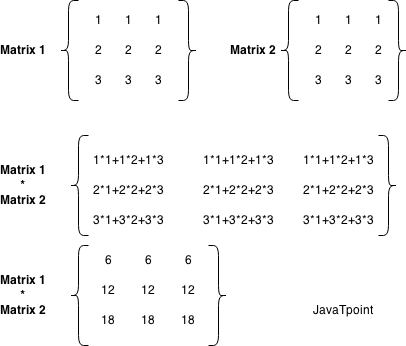 1 1 1 1 1 1
Matrix 1 2 2 2 Matrix 2 2 2 2
3 3 3 3 3 3
1*1+1*2+1*3 1*1+1*2+1*3 1*1+1*2+1*3
Matrix 1
*
Matrix 2
2*1+2*2+2*3 2*1+2*2+2*3 2*1+2*2+2*3
3*1+3*2+3*3 3*1+3*2+3*3 3*1+3*2+3*3
6 6 6
Matrix 1
*
Matrix 2
12 12 12
18 18 18
JavaTpoint